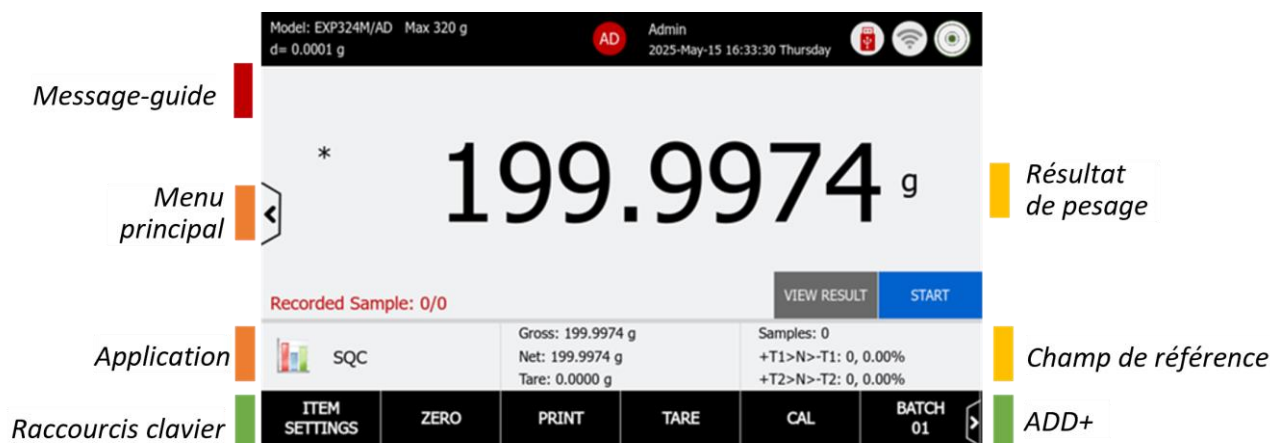 Model: EXP324M/AD Max 320 g
d= 0.0001 g
AD
Admin
2025-May-15 16:33:30 Thursday
Message-guide
*
199.9974 g
Menu
principal
Résultat
de pesage
Recorded Sample: 0/0
VIEW RESULT
START
Application
SQC
Gross: 199.9974 g
Net: 199.9974 g
Tare: 0.0000 g
Samples: 0
+T1>N>-T1: 0, 0.00%
+T2>N>-T2: 0, 0.00%
Champ de référence
Raccourcis clavier
ITEM
SETTINGS
ZERO
PRINT
TARE
CAL
BATCH
01
ADD+